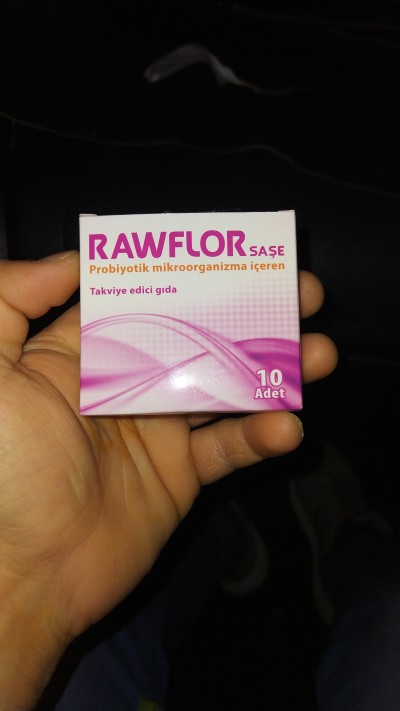 RAWFLOR SAŞE
Probiyotik mikroorganizma içeren
Takviye edici gıda
10
Adet